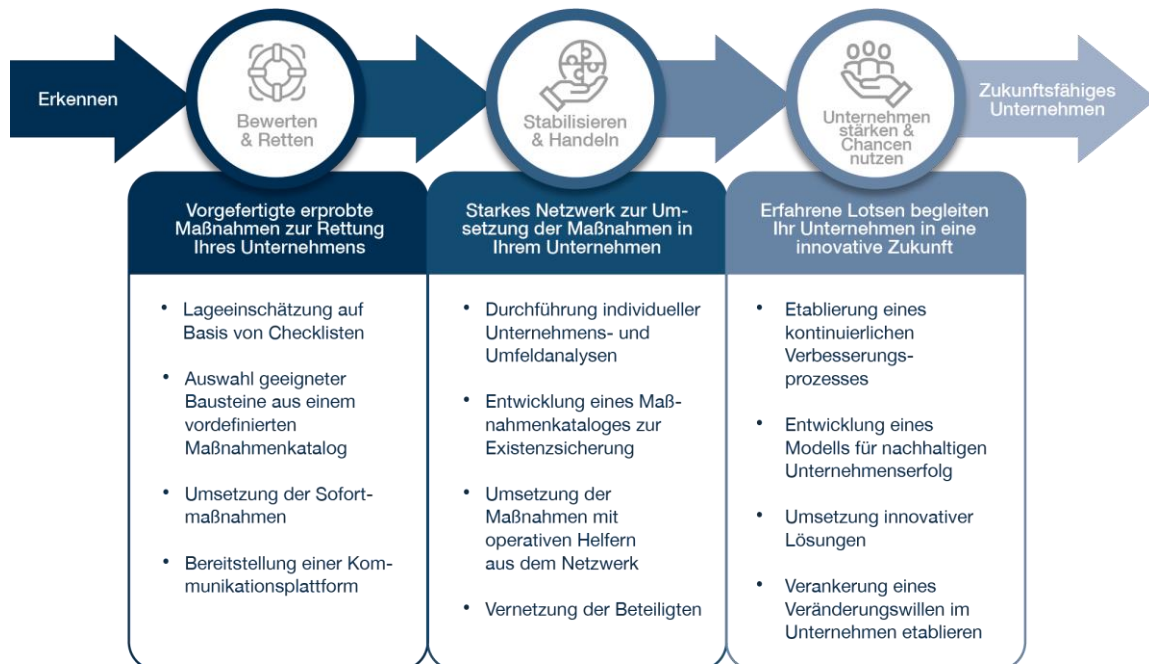 Erkennen
Bewerten
& Retten
Stabilisieren
& Handeln
Unternehmen
stärken &
Chancen
nutzen
Zukunftsfähiges
Unternehmen
Vorgefertigte erprobte
Maßnahmen zur Rettung
Ihres Unternehmens
Lageeinschätzung auf
Basis von Checklisten
Auswahl geeigneter
Bausteine aus einem
vordefinierten
Maßnahmenkatalog
Umsetzung der Sofort-
maßnahmen
Bereitstellung einer Kom-
munikationsplattform
Starkes Netzwerk zur Um-
setzung der Maßnahmen in
Ihrem Unternehmen
Durchführung individueller
Unternehmens- und
Umfeldanalysen
Entwicklung eines Maß-
nahmenkataloges zur
Existenzsicherung
Umsetzung der
Maßnahmen mit
operativen Helfern
aus dem Netzwerk
Vernetzung der Beteiligten
Erfahrene Lotsen begleiten
Ihr Unternehmen in eine
innovative Zukunft
Etablierung eines
kontinuierlichen
Verbesserungs-
prozesses
Entwicklung eines
Modells für nachhaltigen
Unternehmenserfolg
Umsetzung innovativer
Lösungen
Verankerung eines
Veränderungswillen im
Unternehmen etablieren